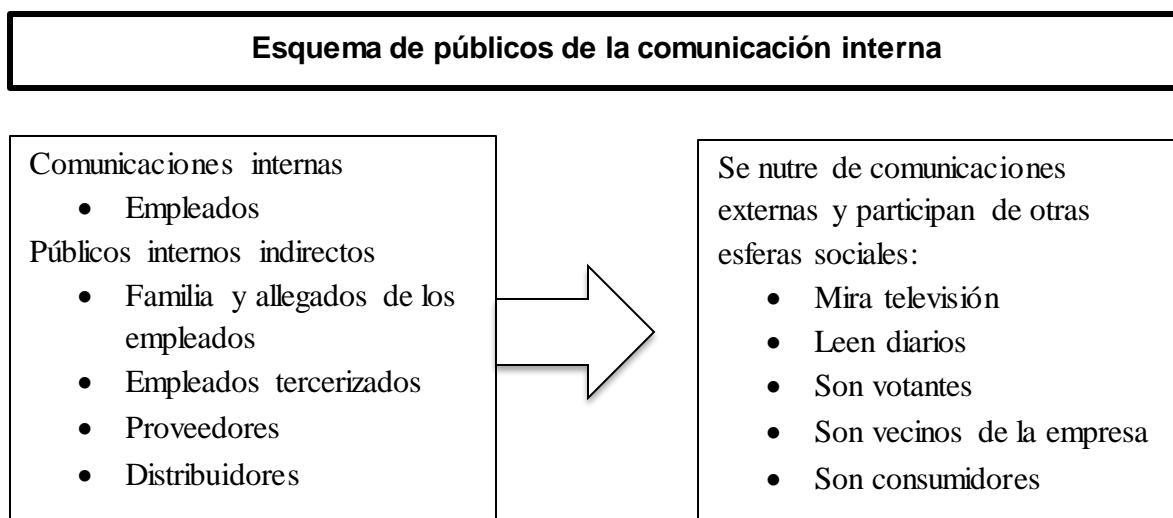 Esquema de públicos de la comunicación interna
Comunicaciones internas
• Empleados
Públicos internos indirectos
• Familia y allegados de los
empleados
• Empleados tercerizados
• Proveedores
• Distribuidores
Se nutre de comunicaciones
externas y participan de otras
esferas sociales:
• Mira televisión
• Leen diarios
• Son votantes
• Son vecinos de la empresa
• Son consumidores